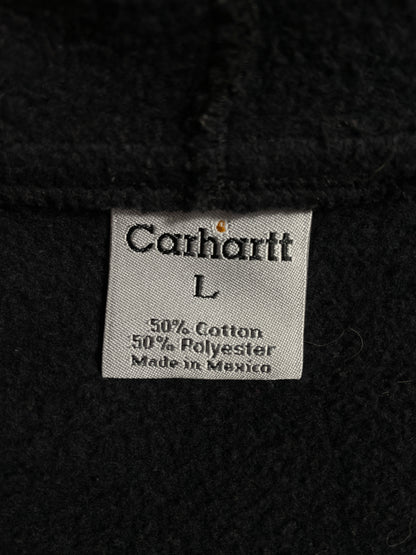 Carhartt
L
50% Cotton
50% Polyester
Made in Mexico